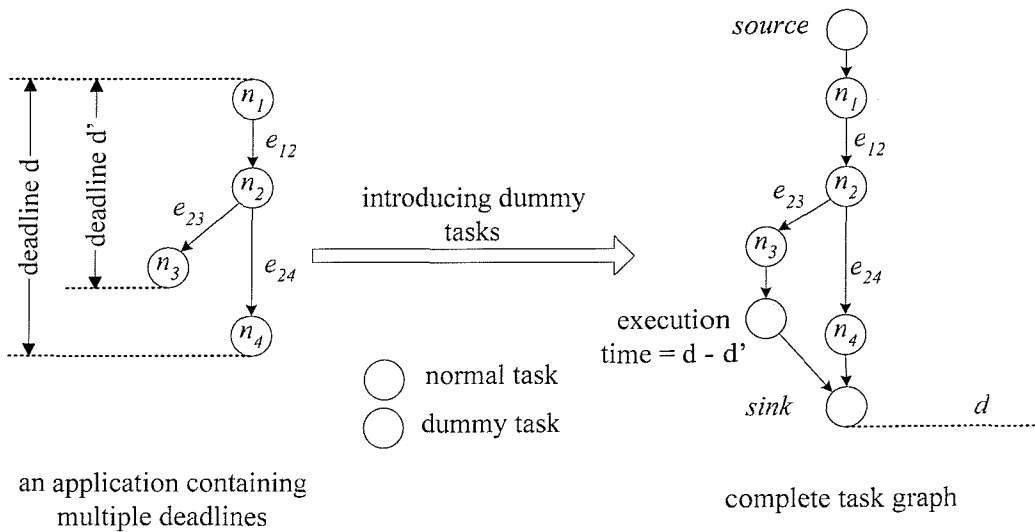 source
n1
n1
deadline d
deadline d'
e12
e12
n2
n2
introducing dummy
tasks
e23
e23
n3
n3
e24
e24
execution
time = d - d'
n4
n4
normal task
dummy task
sink
d
an application containing
multiple deadlines
complete task graph